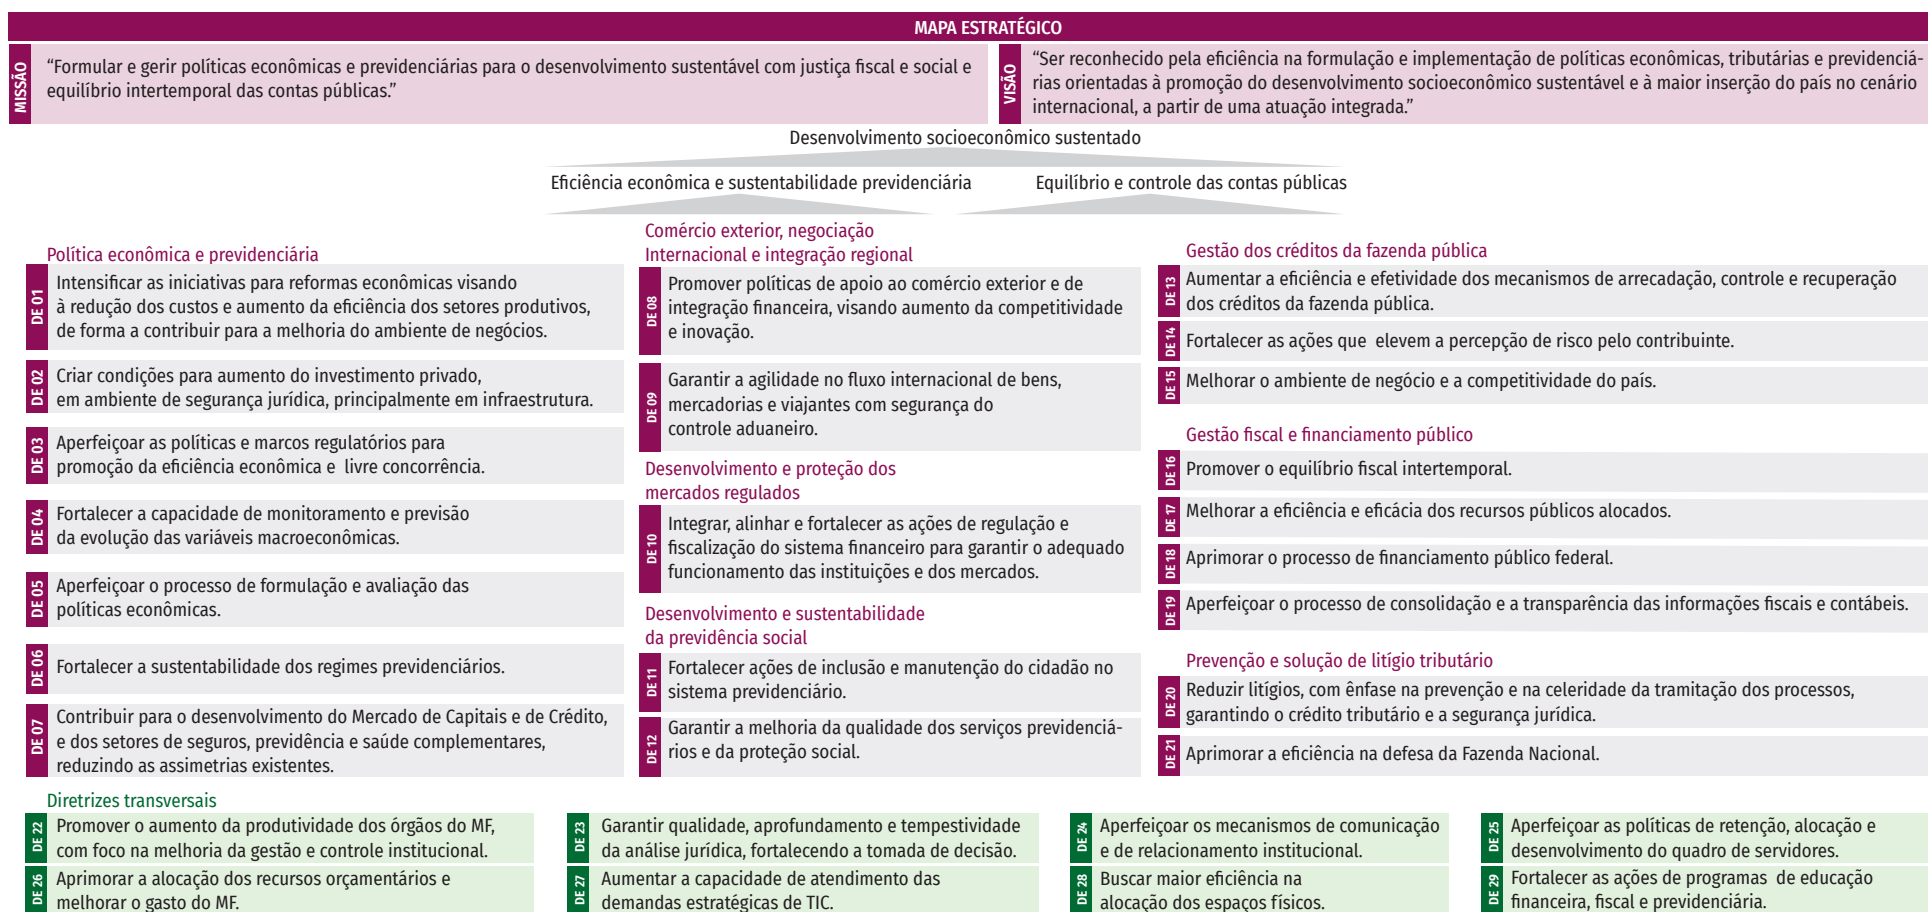 MAPA ESTRATÉGICO
MISSÃO
“Formular e gerir políticas econômicas e previdenciárias para o desenvolvimento sustentável com justiça fiscal e social e
equilíbrio intertemporal das contas públicas.”
VISÃO
“Ser reconhecido pela eficiência na formulação e implementação de políticas econômicas, tributárias e previdenciá-
rias orientadas à promoção do desenvolvimento socioeconômico sustentável e à maior inserção do país no cenário
internacional, a partir de uma atuação integrada.”
Desenvolvimento socioeconômico sustentado
Eficiência econômica e sustentabilidade previdenciária
Equilíbrio e controle das contas públicas
Política econômica e previdenciária
DE 01
Intensificar as iniciativas para reformas econômicas visando
à redução dos custos e aumento da eficiência dos setores produtivos,
de forma a contribuir para a melhoria do ambiente de negócios.
DE 02
Criar condições para aumento do investimento privado,
em ambiente de segurança jurídica, principalmente em infraestrutura.
DE 03
Aperfeiçoar as políticas e marcos regulatórios para
promoção da eficiência econômica e livre concorrência.
DE 04
Fortalecer a capacidade de monitoramento e previsão
da evolução das variáveis macroeconômicas.
DE 05
Aperfeiçoar o processo de formulação e avaliação das
políticas econômicas.
DE 06
Fortalecer a sustentabilidade dos regimes previdenciários.
DE 07
Contribuir para o desenvolvimento do Mercado de Capitais e de Crédito,
e dos setores de seguros, previdência e saúde complementares,
reduzindo as assimetrias existentes.
Comércio exterior, negociação
Internacional e integração regional
DE 08
Promover políticas de apoio ao comércio exterior e de
integração financeira, visando aumento da competitividade
e inovação.
DE 09
Garantir a agilidade no fluxo internacional de bens,
mercadorias e viajantes com segurança do
controle aduaneiro.
Desenvolvimento e proteção dos
mercados regulados
DE 10
Integrar, alinhar e fortalecer as ações de regulação e
fiscalização do sistema financeiro para garantir o adequado
funcionamento das instituições e dos mercados.
Desenvolvimento e sustentabilidade
da previdência social
DE 11
Fortalecer ações de inclusão e manutenção do cidadão no
sistema previdenciário.
DE 12
Garantir a melhoria da qualidade dos serviços previdenciá-
rios e da proteção social.
Gestão dos créditos da fazenda pública
DE 13
Aumentar a eficiência e efetividade dos mecanismos de arrecadação, controle e recuperação
dos créditos da fazenda pública.
DE 14
Fortalecer as ações que elevem a percepção de risco pelo contribuinte.
DE 15
Melhorar o ambiente de negócio e a competitividade do país.
Gestão fiscal e financiamento público
DE 16
Promover o equilíbrio fiscal intertemporal.
DE 17
Melhorar a eficiência e eficácia dos recursos públicos alocados.
DE 18
Aprimorar o processo de financiamento público federal.
DE 19
Aperfeiçoar o processo de consolidação e a transparência das informações fiscais e contábeis.
Prevenção e solução de litígio tributário
DE 20
Reduzir litígios, com ênfase na prevenção e na celeridade da tramitação dos processos,
garantindo o crédito tributário e a segurança jurídica.
DE 21
Aprimorar a eficiência na defesa da Fazenda Nacional.
Diretrizes transversais
DE 22
Promover o aumento da produtividade dos órgãos do MF,
com foco na melhoria da gestão e controle institucional.
DE 23
Garantir qualidade, aprofundamento e tempestividade
da análise jurídica, fortalecendo a tomada de decisão.
DE 24
Aperfeiçoar os mecanismos de comunicação
e de relacionamento institucional.
DE 25
Aperfeiçoar as políticas de retenção, alocação e
desenvolvimento do quadro de servidores.
DE 26
Aprimorar a alocação dos recursos orçamentários e
melhorar o gasto do MF.
DE 27
Aumentar a capacidade de atendimento das
demandas estratégicas de TIC.
DE 28
Buscar maior eficiência na
alocação dos espaços físicos.
DE 29
Fortalecer as ações de programas de educação
financeira, fiscal e previdenciária.